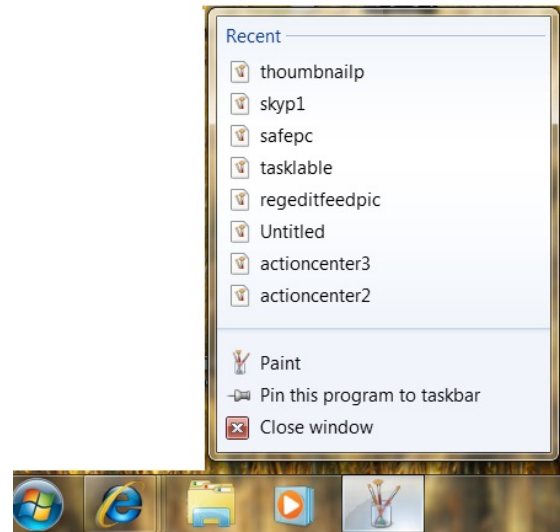 Recent
thoumbnailp
skyp1
safepc
tasklable
regeditfeedpic
Untitled
actioncenter3
actioncenter2
Paint
Pin this program to taskbar
Close window